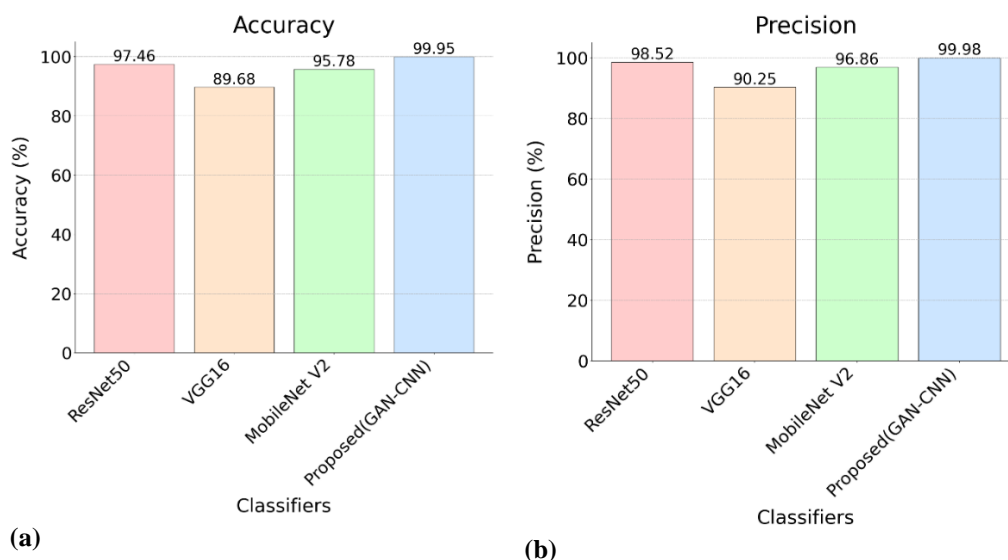 Accuracy
Accuracy (%)
100
80
60
40
20
0
97.46
89.68
95.78
99.95
ResNet50
VGG16
MobileNet V2
Proposed(GAN-CNN)
Classifiers
(a)
Precision
Precision (%)
100
80
60
40
20
0
98.52
90.25
96.86
99.98
ResNet50
VGG16
MobileNet V2
Proposed(GAN-CNN)
Classifiers
(b)